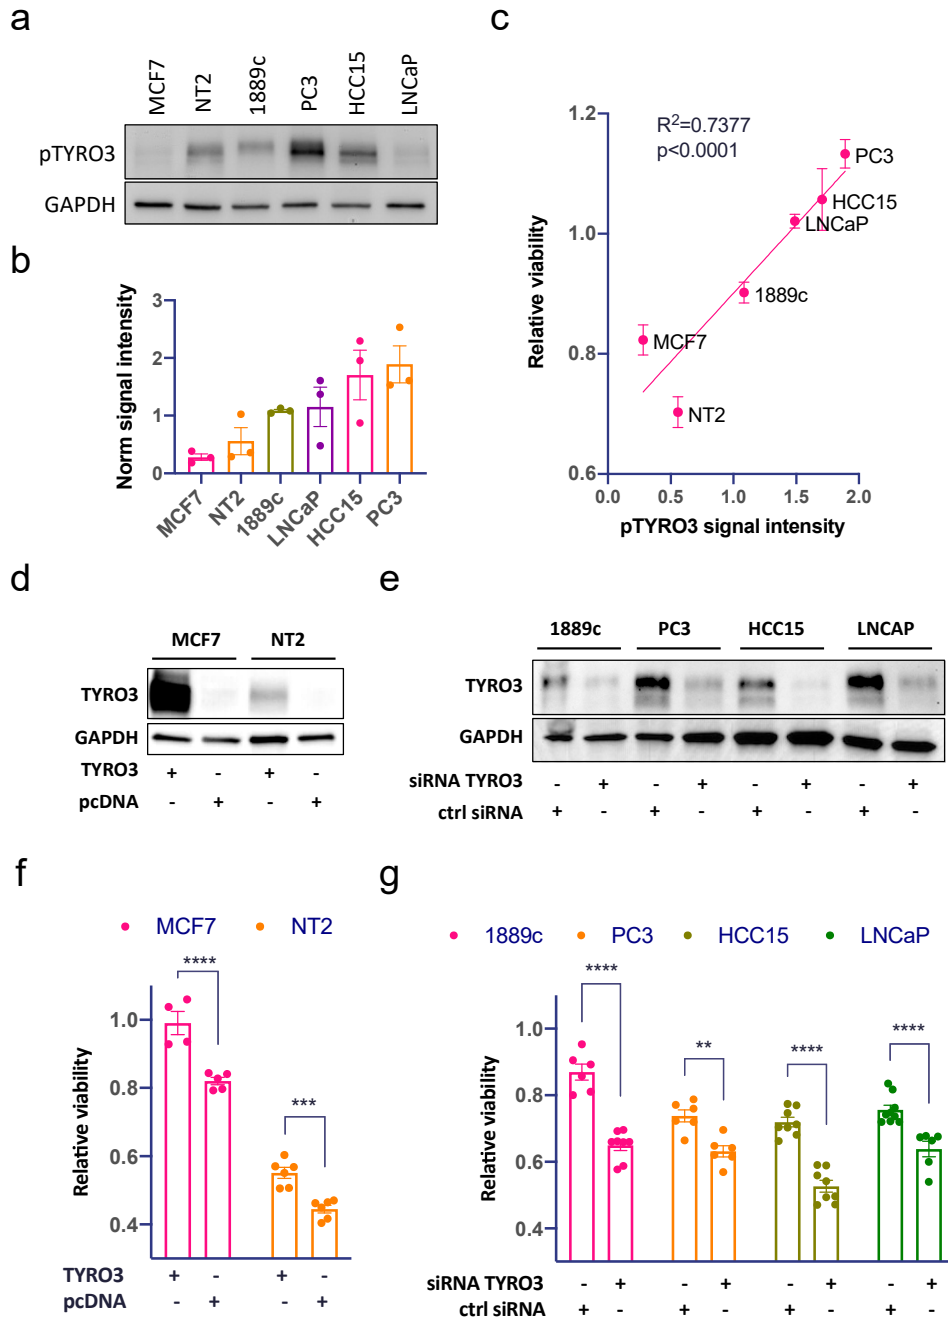 a
MCF7
NT2
1889c
PC3
HCC15
LNCaP
pTYRO3
GAPDH
b
Norm signal intensity
3
2
1
0
MCF7
NT2
1889c
LNCaP
HCC15
PC3
c
R²=0.7377
p<0.0001
Relative viability
1.2
1.0
0.8
0.6
PC3
HCC15
LNCaP
1889c
MCF7
NT2
0.0 0.5 1.0 1.5 2.0
pTYRO3 signal intensity
d
MCF7 NT2
TYRO3
GAPDH
TYRO3 + - + -
pcDNA - + - +
e
1889c PC3 HCC15 LNCAP
TYRO3
GAPDH
siRNA TYRO3 - + - + - + - +
ctrl siRNA + - + - + - + -
f
MCF7 NT2
****
***
Relative viability
1.0
0.8
0.6
0.4
TYRO3 + - + -
pcDNA - + - +
g
1889c PC3 HCC15 LNCaP
****
**
****
****
Relative viability
1.0
0.8
0.6
0.4
siRNA TYRO3 - + - + - + - +
ctrl siRNA + - + - + - + -